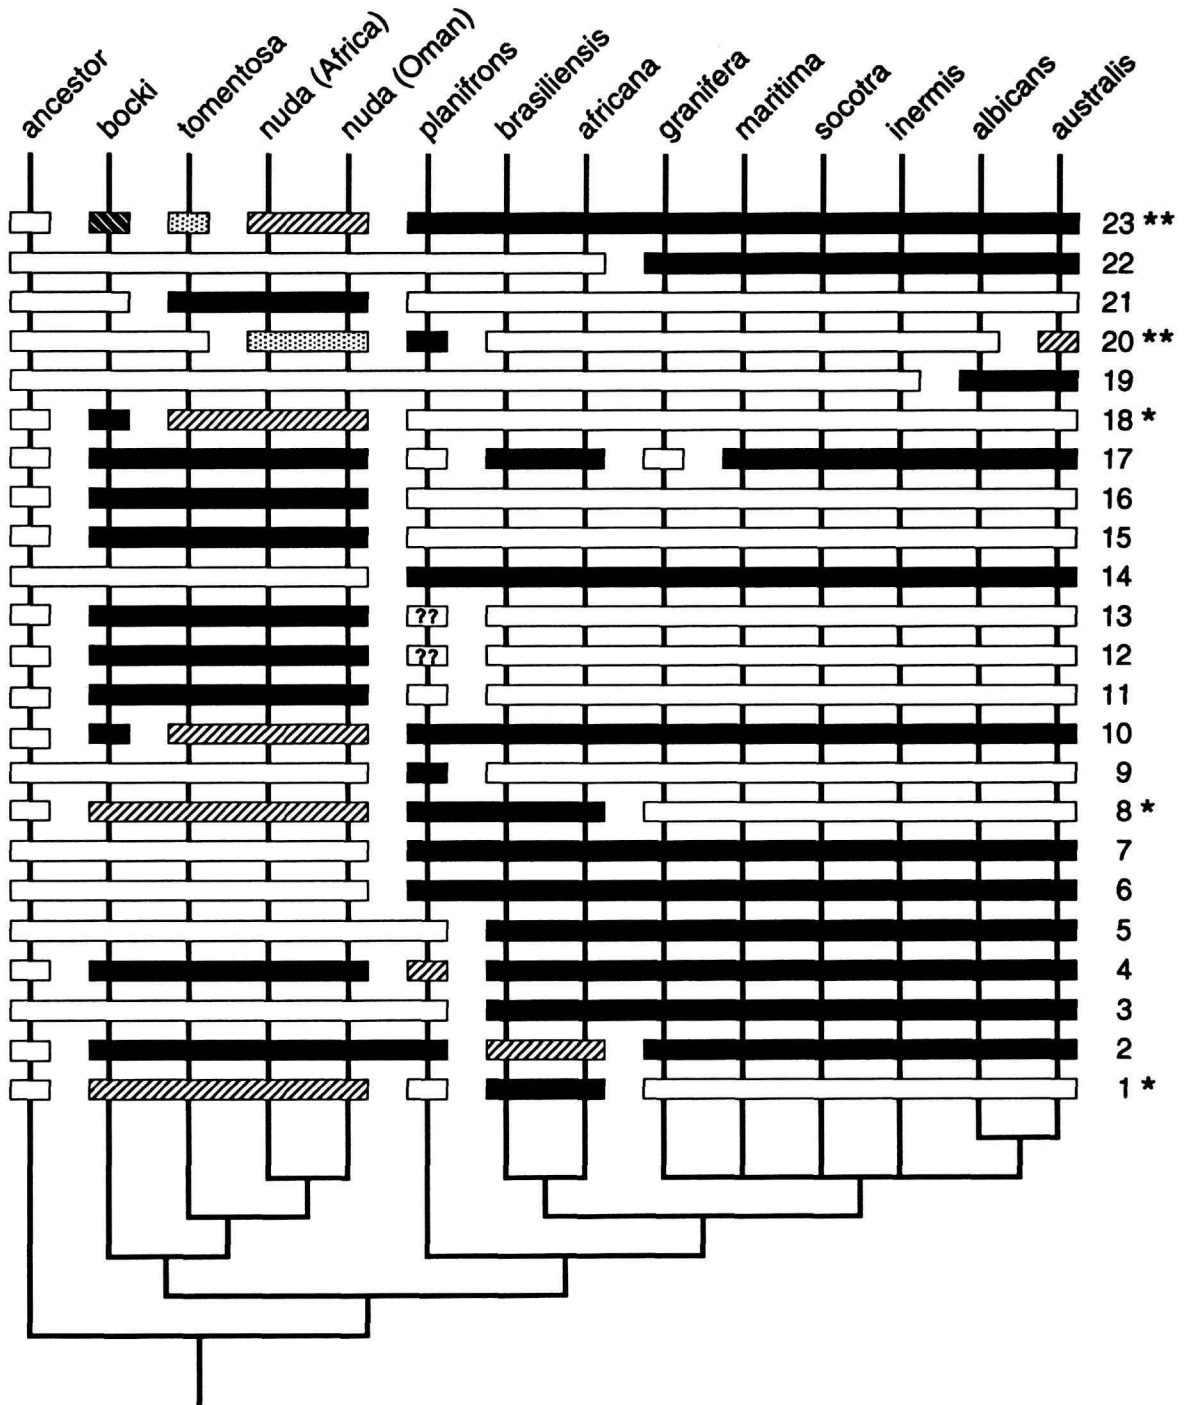 ancestor
bocki
tomentosa
nuda (Africa)
nuda (Oman)
planifrons
brasiliensis
africana
granifera
maritima
socotra
inermis
albicans
australis
23 **
22
21
20 **
19
18 *
17
16
15
14
?? 13
?? 12
11
10
9
8 *
7
6
5
4
3
2
1 *